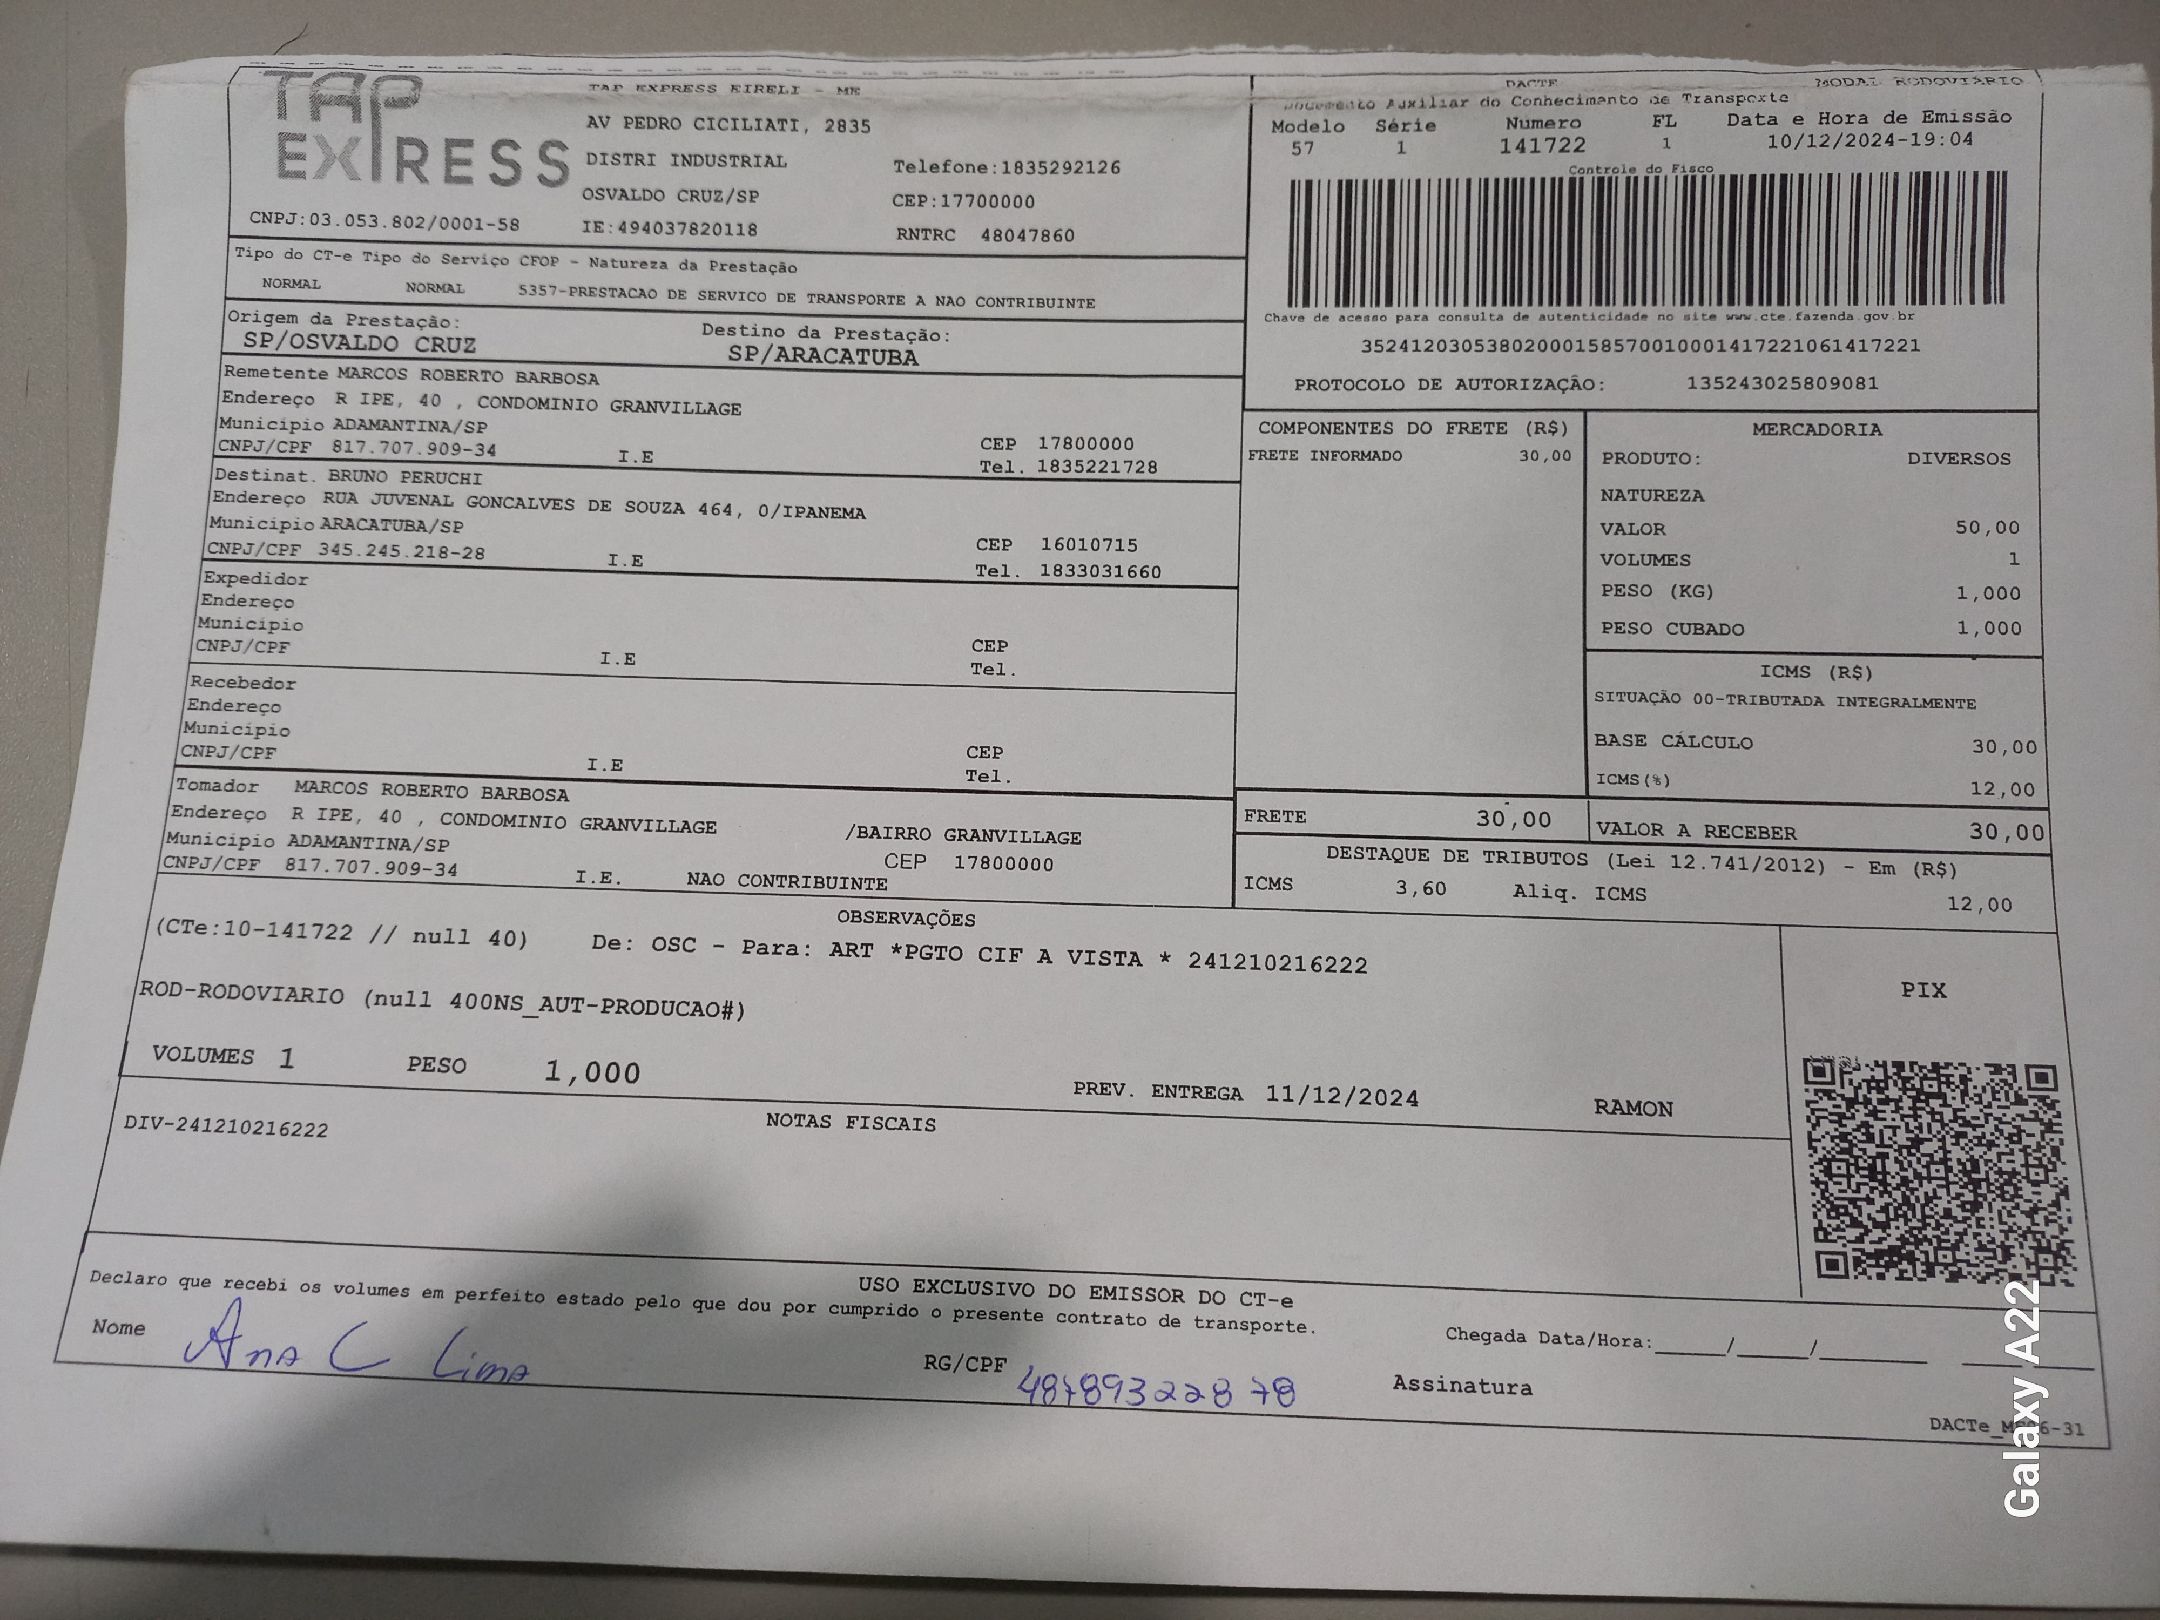 TAP EXPRESS
TAP EXPRESS EIRELI - ME
AV PEDRO CICILIATI, 2835
DISTRI INDUSTRIAL Telefone:1835292126
OSVALDO CRUZ/SP CEP:17700000
CNPJ:03.053.802/0001-58 IE:494037820118 RNTRC 48047860
DACTE MODAL RODOVIÁRIO
Documento Auxiliar do Conhecimento de Transporte
Modelo Série Numero FL Data e Hora de Emissão
57 1 141722 1 10/12/2024-19:04
Controle do Fisco
Chave de acesso para consulta de autenticidade no site www.cte.fazenda.gov.br
35241203053802000158570010001417221061417221
PROTOCOLO DE AUTORIZAÇÃO: 135243025809081
Tipo do CT-e Tipo do Serviço CFOP - Natureza da Prestação
NORMAL NORMAL 5357-PRESTACAO DE SERVICO DE TRANSPORTE A NAO CONTRIBUINTE
Origem da Prestação: Destino da Prestação:
SP/OSVALDO CRUZ SP/ARACATUBA
Remetente MARCOS ROBERTO BARBOSA
Endereço R IPE, 40 , CONDOMINIO GRANVILLAGE
Municipio ADAMANTINA/SP CEP 17800000
CNPJ/CPF 817.707.909-34 I.E Tel. 1835221728
Destinat. BRUNO PERUCHI
Endereço RUA JUVENAL GONCALVES DE SOUZA 464, 0/IPANEMA
Municipio ARACATUBA/SP CEP 16010715
CNPJ/CPF 345.245.218-28 I.E Tel. 1833031660
Expedidor
Endereço
Municipio CEP
CNPJ/CPF I.E Tel.
Recebedor
Endereço
Municipio CEP
CNPJ/CPF I.E Tel.
Tomador MARCOS ROBERTO BARBOSA
Endereço R IPE, 40 , CONDOMINIO GRANVILLAGE /BAIRRO GRANVILLAGE
Municipio ADAMANTINA/SP CEP 17800000
CNPJ/CPF 817.707.909-34 I.E. NAO CONTRIBUINTE
COMPONENTES DO FRETE (R$)
FRETE INFORMADO 30,00
MERCADORIA
PRODUTO: DIVERSOS
NATUREZA
VALOR 50,00
VOLUMES 1
PESO (KG) 1,000
PESO CUBADO 1,000
ICMS (R$)
SITUAÇÃO 00-TRIBUTADA INTEGRALMENTE
BASE CÁLCULO 30,00
ICMS(%) 12,00
FRETE 30,00 VALOR A RECEBER 30,00
DESTAQUE DE TRIBUTOS (Lei 12.741/2012) - Em (R$)
ICMS 3,60 Aliq. ICMS 12,00
OBSERVAÇÕES
(CTe:10-141722 // null 40) De: OSC - Para: ART *PGTO CIF A VISTA * 241210216222
ROD-RODOVIARIO (null 400NS_AUT-PRODUCAO#)
VOLUMES 1 PESO 1,000 PREV. ENTREGA 11/12/2024 RAMON
PIX
NOTAS FISCAIS
DIV-241210216222
USO EXCLUSIVO DO EMISSOR DO CT-e
Declaro que recebi os volumes em perfeito estado pelo que dou por cumprido o presente contrato de transporte.
Nome Ana C Lima RG/CPF 48789322878 Chegada Data/Hora:_____/_____/________
Assinatura
Galaxy A22